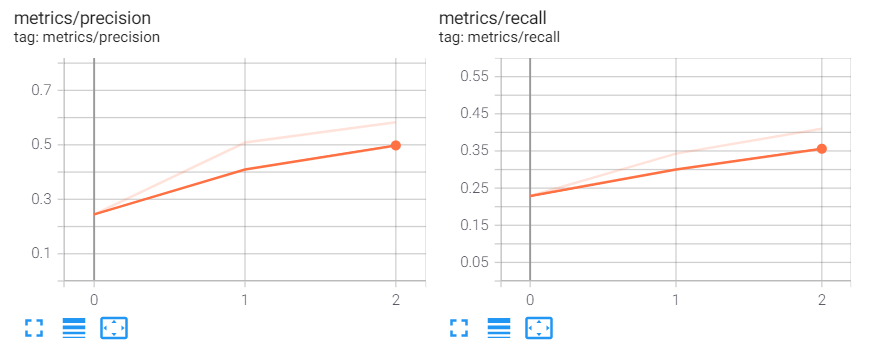 metrics/precision
tag: metrics/precision
0.7
0.5
0.3
0.1
0 1 2
metrics/recall
tag: metrics/recall
0.55
0.45
0.35
0.25
0.15
0.05
0 1 2